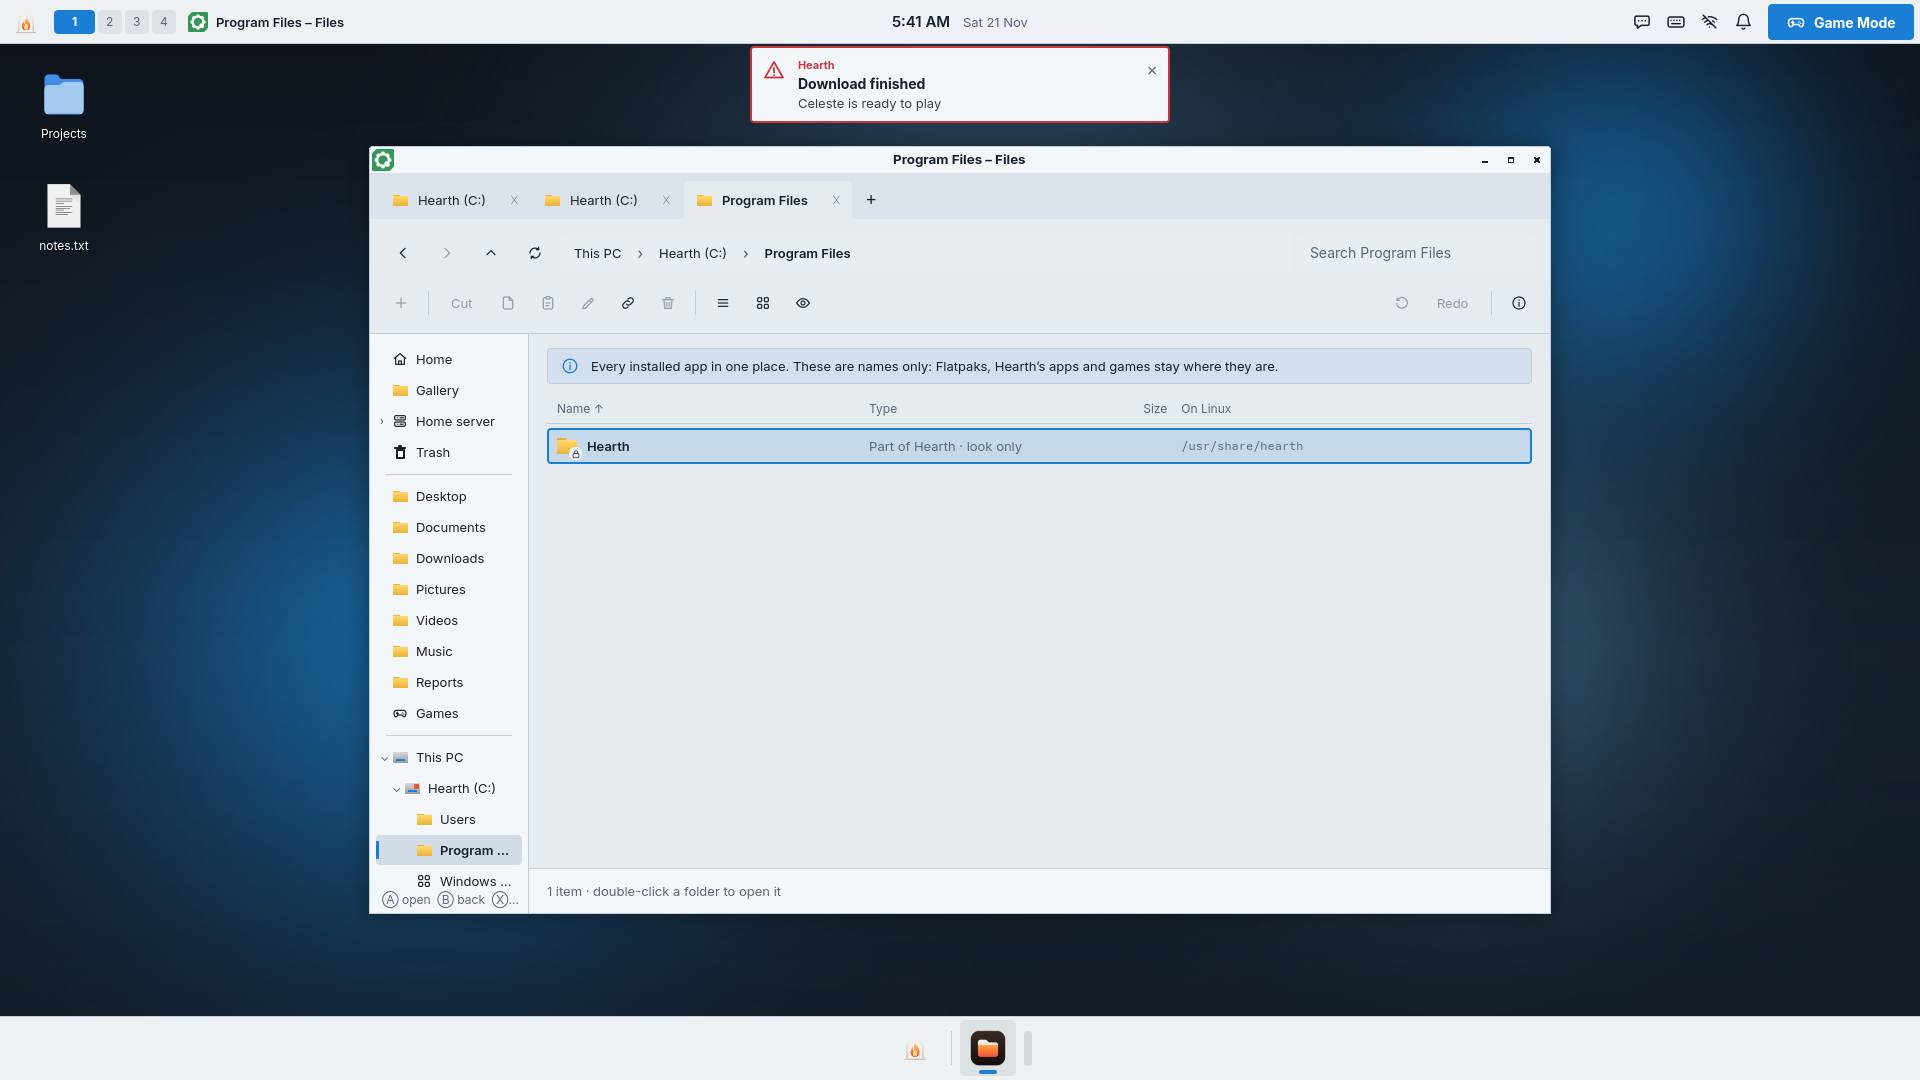 1 2 3 4 Program Files – Files 5:41 AM Sat 21 Nov Game Mode
Hearth
Download finished
Celeste is ready to play
Projects
notes.txt
Program Files – Files
Hearth (C:) Hearth (C:) Program Files
This PC › Hearth (C:) › Program Files Search Program Files
Cut Redo
Home
Gallery
Home server
Trash
Desktop
Documents
Downloads
Pictures
Videos
Music
Reports
Games
This PC
Hearth (C:)
Users
Program ...
Windows ...
A open B back X...
Every installed app in one place. These are names only: Flatpaks, Hearth’s apps and games stay where they are.
Name ↑ Type Size On Linux
Hearth Part of Hearth · look only /usr/share/hearth
1 item · double-click a folder to open it